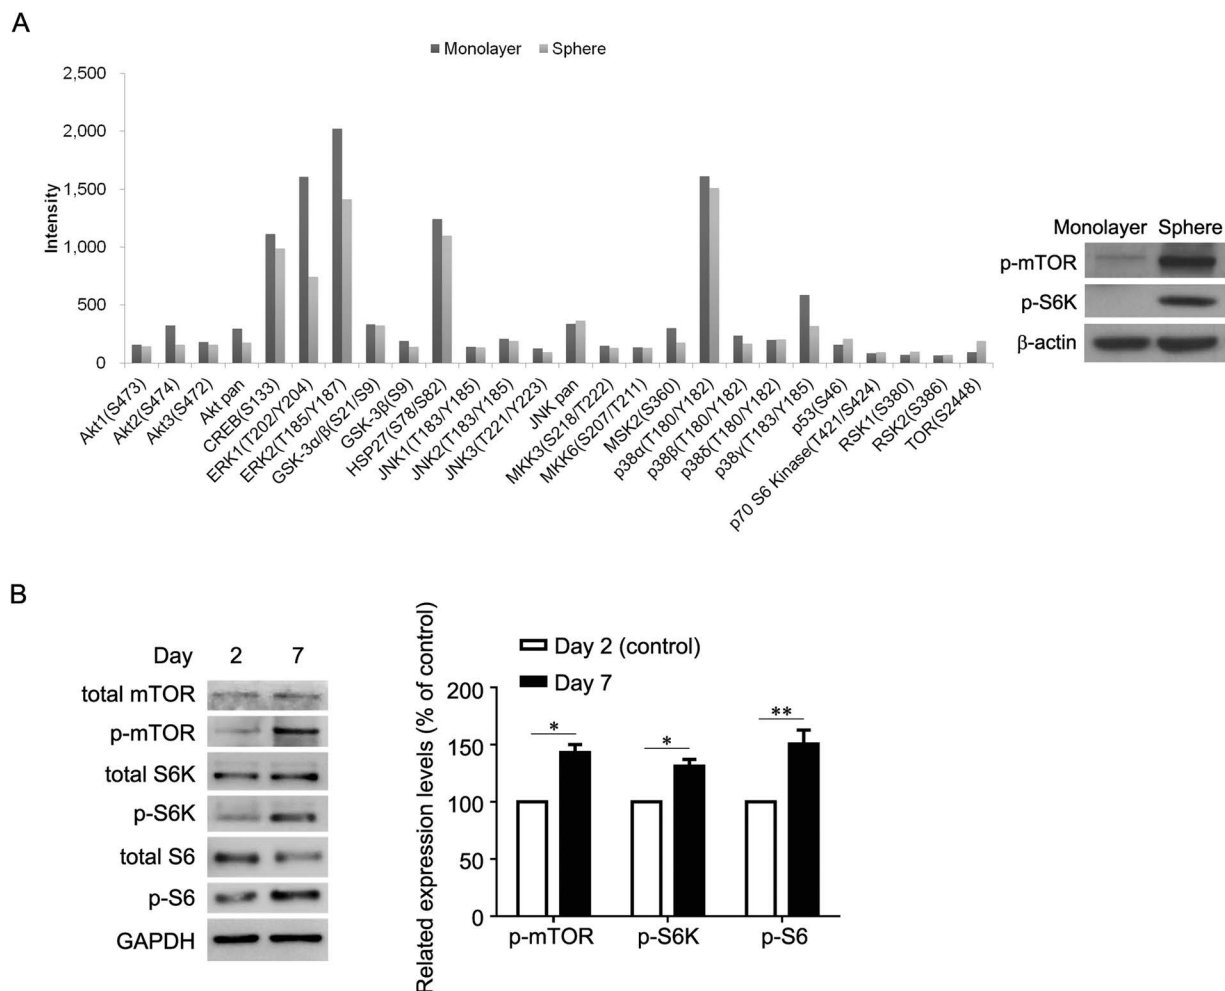 A
Monolayer Sphere
2,500
2,000
1,500
1,000
500
0
Intensity
Akt1(S473)
Akt2(S474)
Akt3(S472)
Akt pan
CREB(S133)
ERK1(T202/Y204)
ERK2(T185/Y187)
GSK-3α/β(S21/S9)
GSK-3β(S9)
HSP27(S78/S82)
JNK1(T183/Y185)
JNK2(T183/Y185)
JNK3(T221/Y223)
JNK pan
MKK3(S218/T222)
MKK6(S207/T211)
MSK2(S360)
p38α(T180/Y182)
p38β(T180/Y182)
p38δ(T180/Y182)
p38γ(T183/Y185)
p53(S46)
p70 S6 Kinase(T421/S424)
RSK1(S380)
RSK2(S386)
TOR(S2448)
Monolayer Sphere
p-mTOR
p-S6K
β-actin
B
Day 2 7
total mTOR
p-mTOR
total S6K
p-S6K
total S6
p-S6
GAPDH
Related expression levels (% of control)
Day 2 (control)
Day 7
200
150
100
50
0
*
*
**
p-mTOR p-S6K p-S6